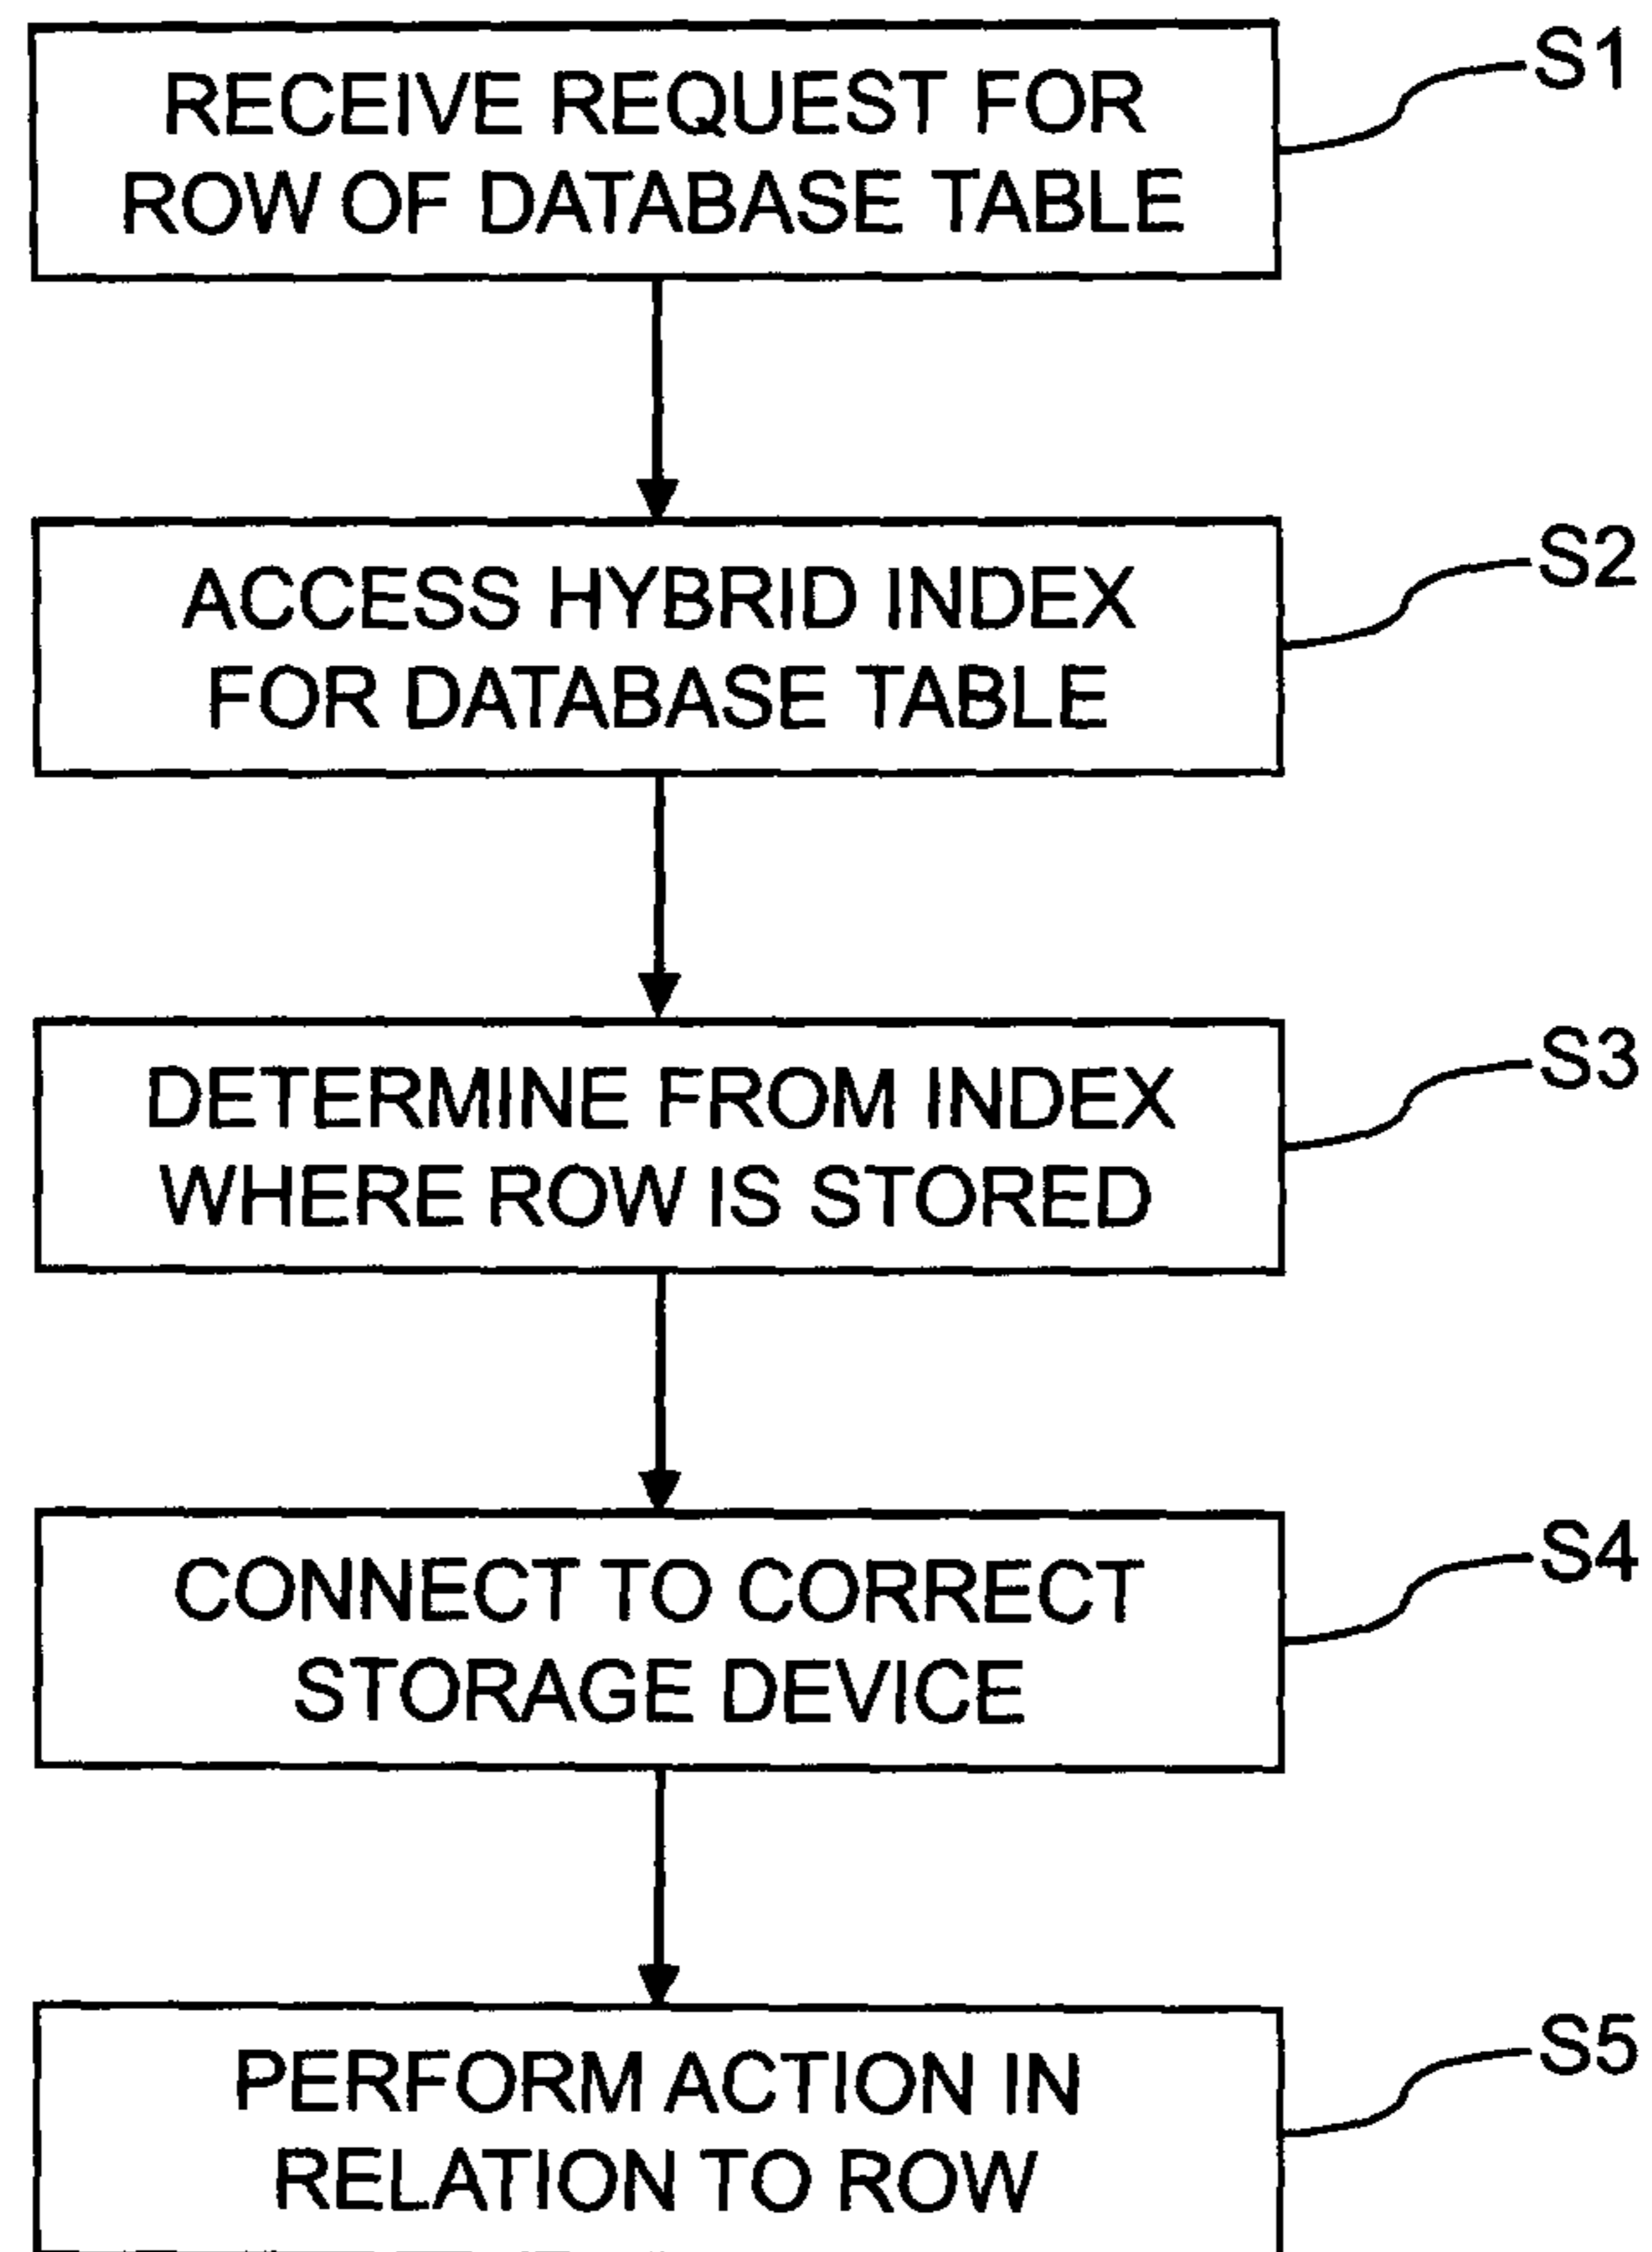 RECEIVE REQUEST FOR
ROW OF DATABASE TABLE
S1
ACCESS HYBRID INDEX
FOR DATABASE TABLE
S2
DETERMINE FROM INDEX
WHERE ROW IS STORED
S3
CONNECT TO CORRECT
STORAGE DEVICE
S4
PERFORM ACTION IN
RELATION TO ROW
S5